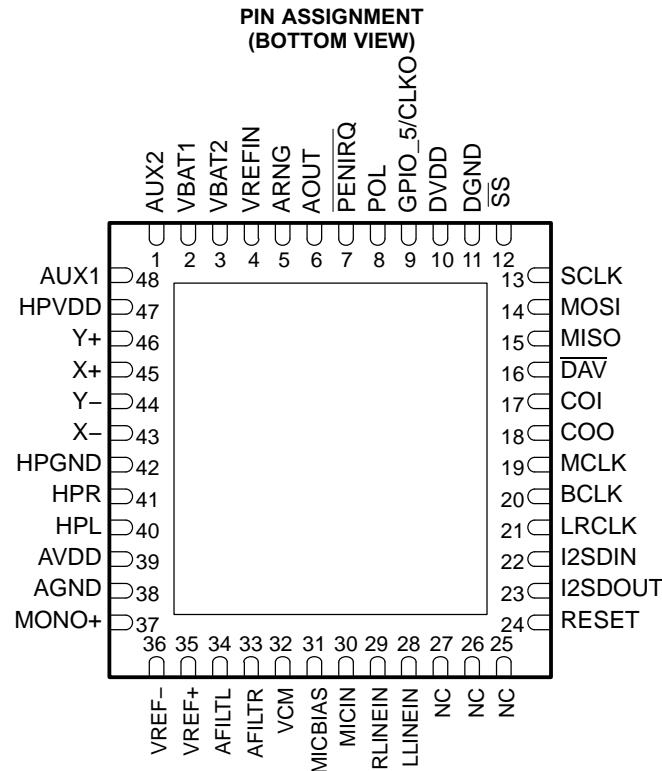 PIN ASSIGNMENT
(BOTTOM VIEW)
AUX2
VBAT1
VBAT2
VREFIN
ARNG
AOUT
PENIRQ
POL
GPIO_5/CLKO
DVDD
DGND
SS
1 2 3 4 5 6 7 8 9 10 11 12
AUX1 48 13 SCLK
HPVDD 47 14 MOSI
Y+ 46 15 MISO
X+ 45 16 DAV
Y− 44 17 COI
X− 43 18 COO
HPGND 42 19 MCLK
HPR 41 20 BCLK
HPL 40 21 LRCLK
AVDD 39 22 I2SDIN
AGND 38 23 I2SDOUT
MONO+ 37 24 RESET
36 35 34 33 32 31 30 29 28 27 26 25
VREF−
VREF+
AFILTL
AFILTR
VCM
MICBIAS
MICIN
RLINEIN
LLINEIN
NC
NC
NC